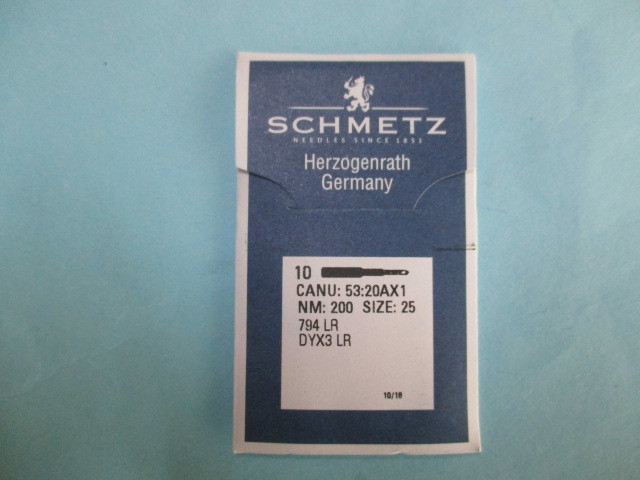 SCHMETZ
NEEDLES SINCE 1851
Herzogenrath
Germany
10
CANU: 53:20AX1
NM: 200 SIZE: 25
794 LR
DYX3 LR
10/18